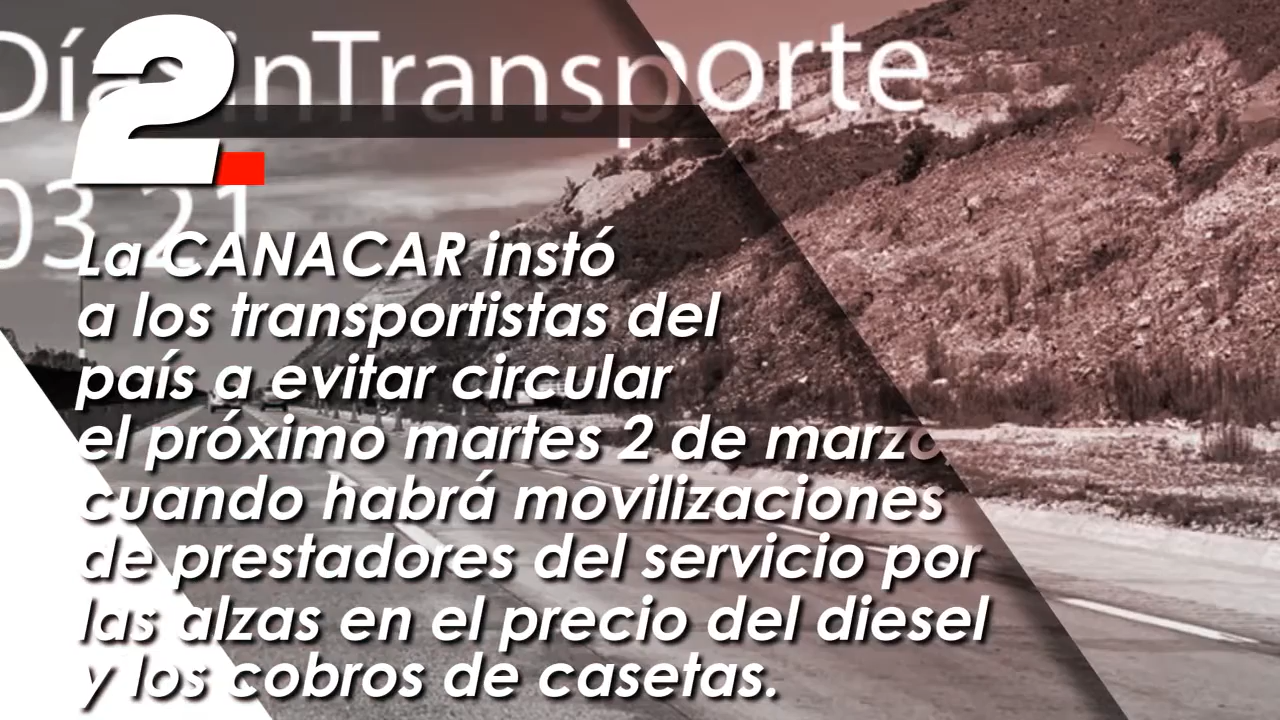 DíaSinTransporte
2.
03 21
La CANACAR instó
a los transportistas del
país a evitar circular
el próximo martes 2 de marzo,
cuando habrá movilizaciones
de prestadores del servicio por
las alzas en el precio del diesel
y los cobros de casetas.